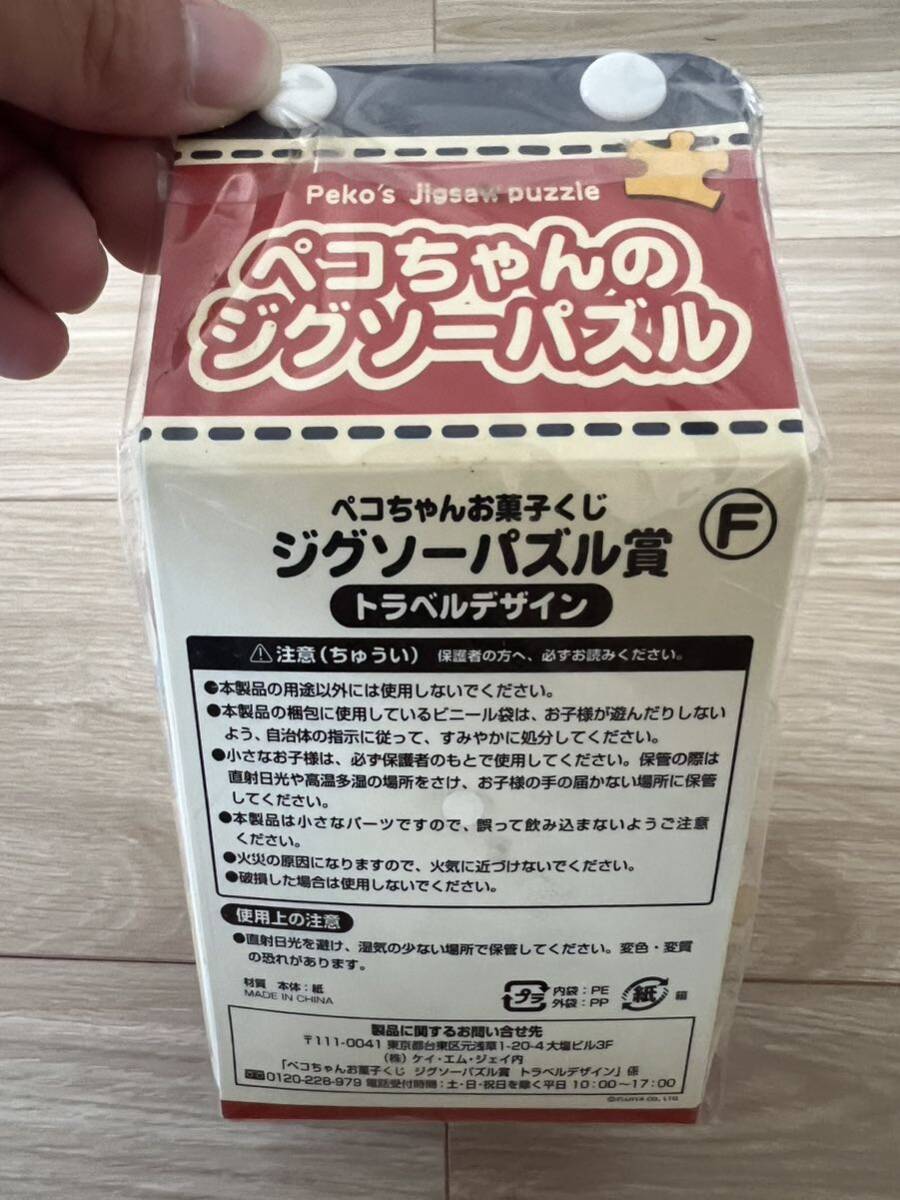 Peko's Jigsaw puzzle
ペコちゃんの
ジグソーパズル
ペコちゃんお菓子くじ
ジグソーパズル賞
F
トラベルデザイン
⚠注意(ちゅうい) 保護者の方へ、必ずお読みください。
●本製品の用途以外には使用しないでください。
●本製品の梱包に使用しているビニール袋は、お子様が遊んだりしない
よう、自治体の指示に従って、すみやかに処分してください。
●小さなお子様は、必ず保護者のもとで使用してください。保管の際は
直射日光や高温多湿の場所をさけ、お子様の手の届かない場所に保管
してください。
●本製品は小さなパーツですので、誤って飲み込まないようご注意
ください。
●火災の原因になりますので、火気に近づけないでください。
●破損した場合は使用しないでください。
使用上の注意
●直射日光を避け、湿気の少ない場所で保管してください。変色・変質
の恐れがあります。
材質 本体:紙
MADE IN CHINA
プラ 内袋:PE
外袋:PP
紙 箱
製品に関するお問い合せ先
〒111-0041 東京都台東区元浅草1-20-4 大塩ビル3F
(株)ケイ・エム・ジェイ内
「ペコちゃんお菓子くじ ジグソーパズル賞 トラベルデザイン」係
0120-228-979 電話受付時間:土・日・祝日を除く平日 10:00〜17:00
©FUJIYA CO., LTD